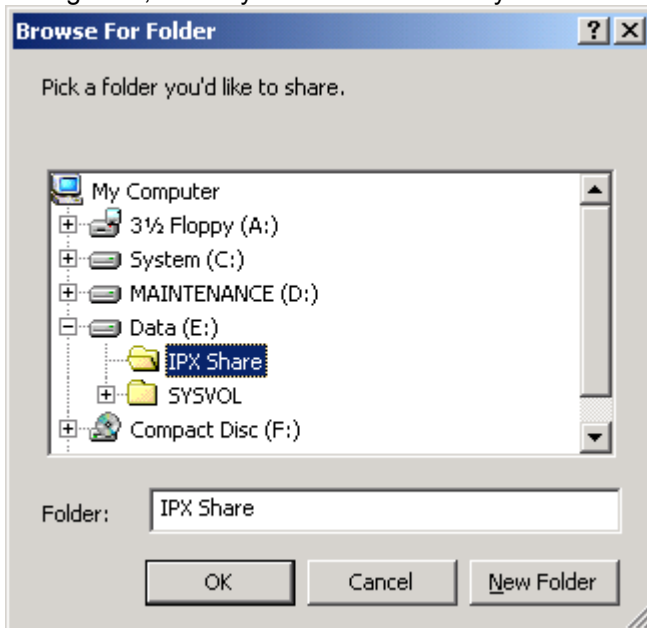 Browse For Folder
Pick a folder you'd like to share.
My Computer
3½ Floppy (A:)
System (C:)
MAINTENANCE (D:)
Data (E:)
IPX Share
SYSVOL
Compact Disc (F:)
Folder: IPX Share
OK Cancel New Folder